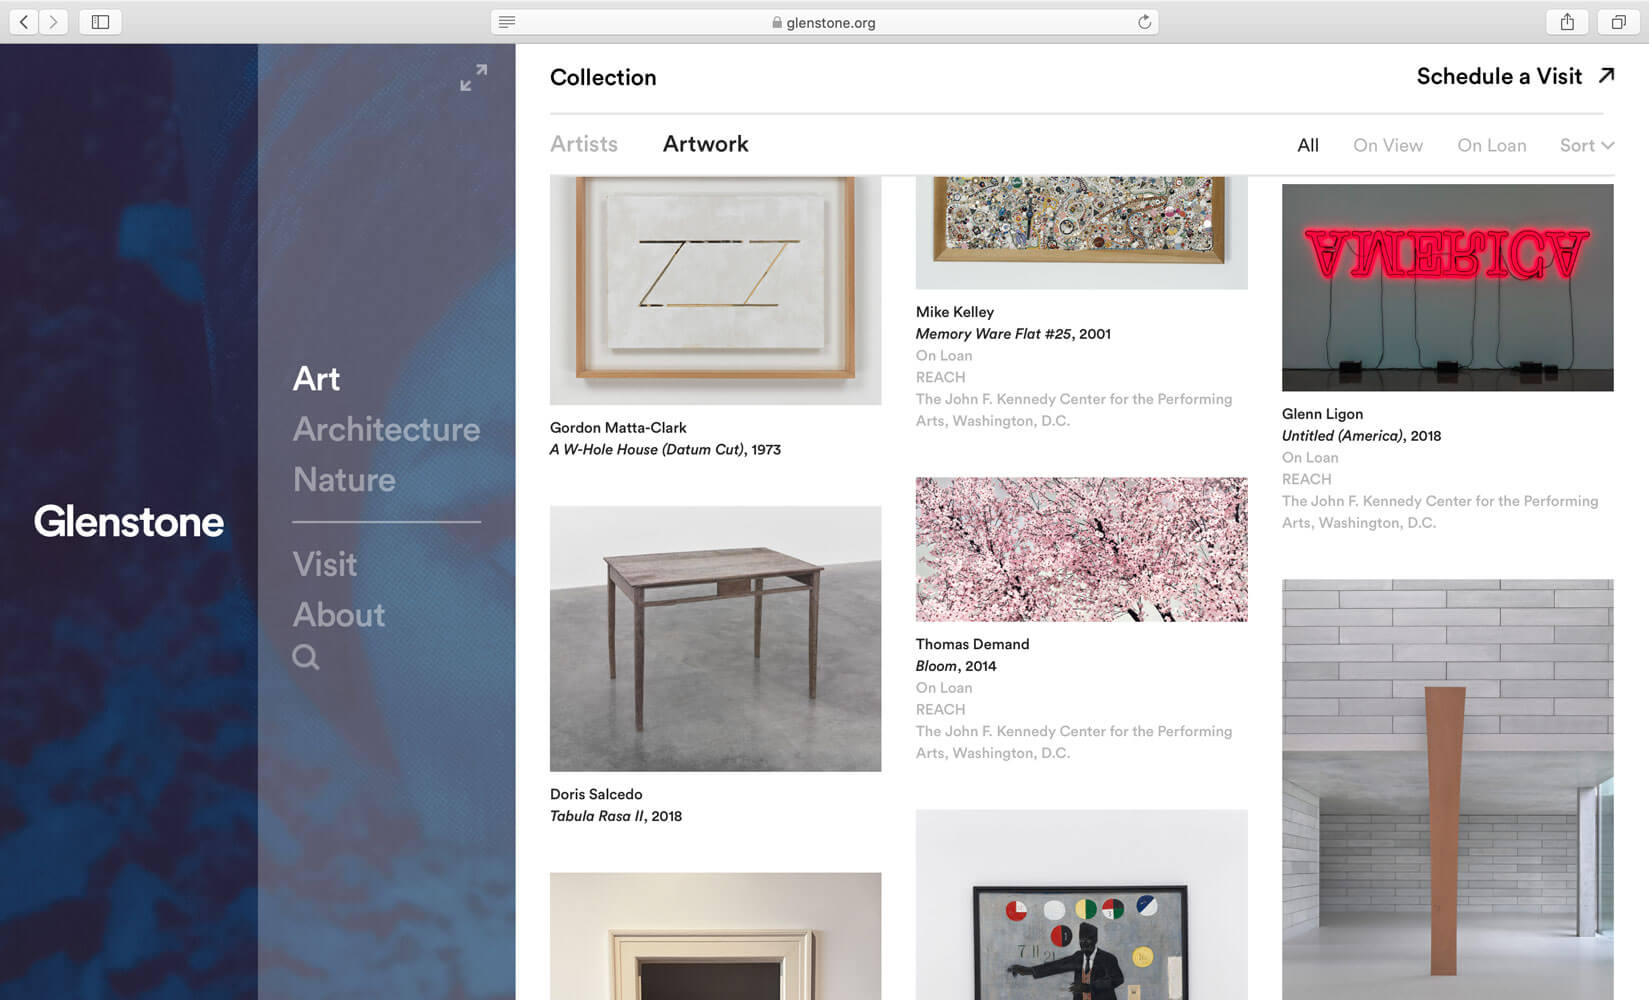 glenstone.org
Glenstone
Art
Architecture
Nature
Visit
About
Collection
Schedule a Visit
Artists Artwork
All On View On Loan Sort
Gordon Matta-Clark
A W-Hole House (Datum Cut), 1973
Doris Salcedo
Tabula Rasa II, 2018
Mike Kelley
Memory Ware Flat #25, 2001
On Loan
REACH
The John F. Kennedy Center for the Performing
Arts, Washington, D.C.
Thomas Demand
Bloom, 2014
On Loan
REACH
The John F. Kennedy Center for the Performing
Arts, Washington, D.C.
AMERICA
Glenn Ligon
Untitled (America), 2018
On Loan
REACH
The John F. Kennedy Center for the Performing
Arts, Washington, D.C.